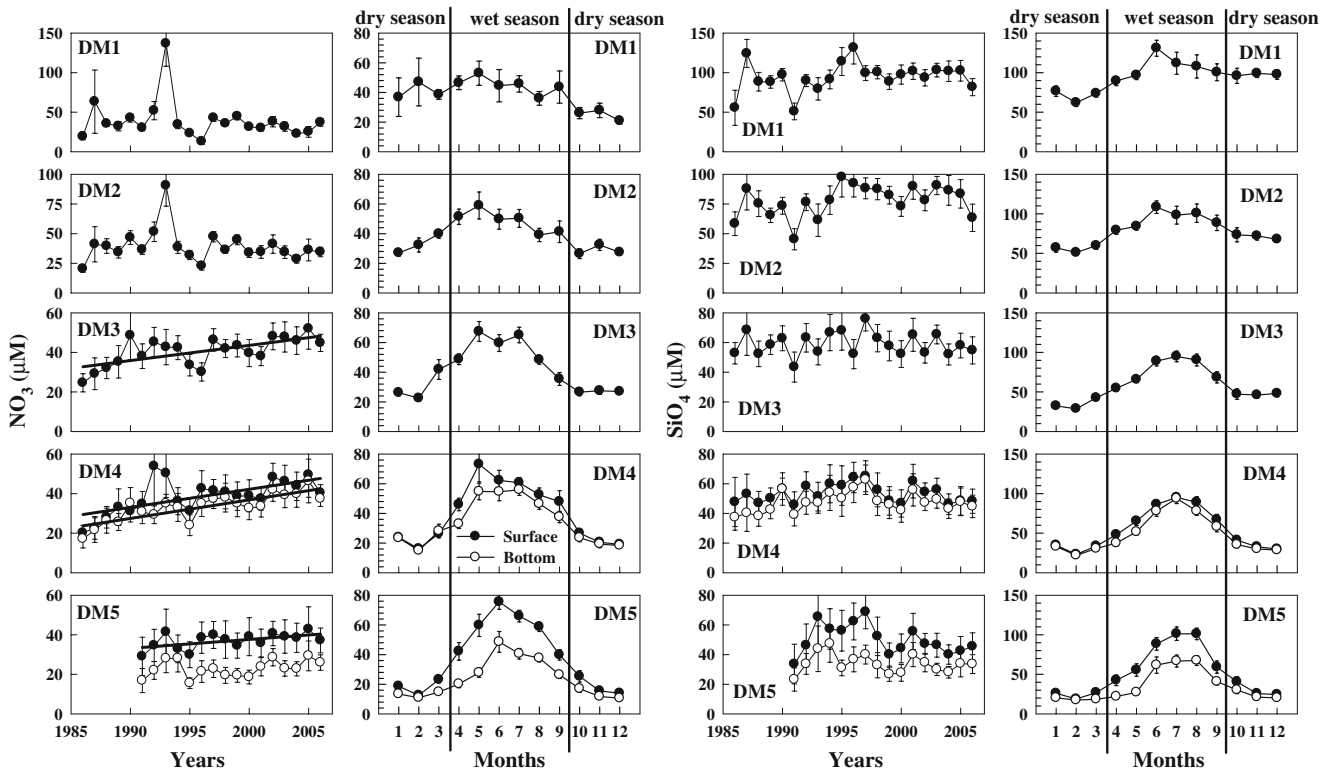 dry season wet season dry season dry season wet season dry season
150 100 50 0 DM1
80 60 40 20 0 DM1
150 100 50 0 DM1
150 100 50 0 DM1
100 75 50 25 0 DM2
80 60 40 20 0 DM2
100 75 50 25 0 DM2
150 100 50 0 DM2
60 40 20 0 DM3
80 60 40 20 0 DM3
80 60 40 20 0 DM3
150 100 50 0 DM3
NO3 (µM)
SiO4 (µM)
60 40 20 0 DM4
80 60 40 20 0 DM4
Surface
Bottom
80 60 40 20 0 DM4
150 100 50 0 DM4
60 40 20 0 DM5
80 60 40 20 0 DM5
80 60 40 20 0 DM5
150 100 50 0 DM5
1985 1990 1995 2000 2005
1 2 3 4 5 6 7 8 9 10 11 12
1985 1990 1995 2000 2005
1 2 3 4 5 6 7 8 9 10 11 12
Years Months Years Months